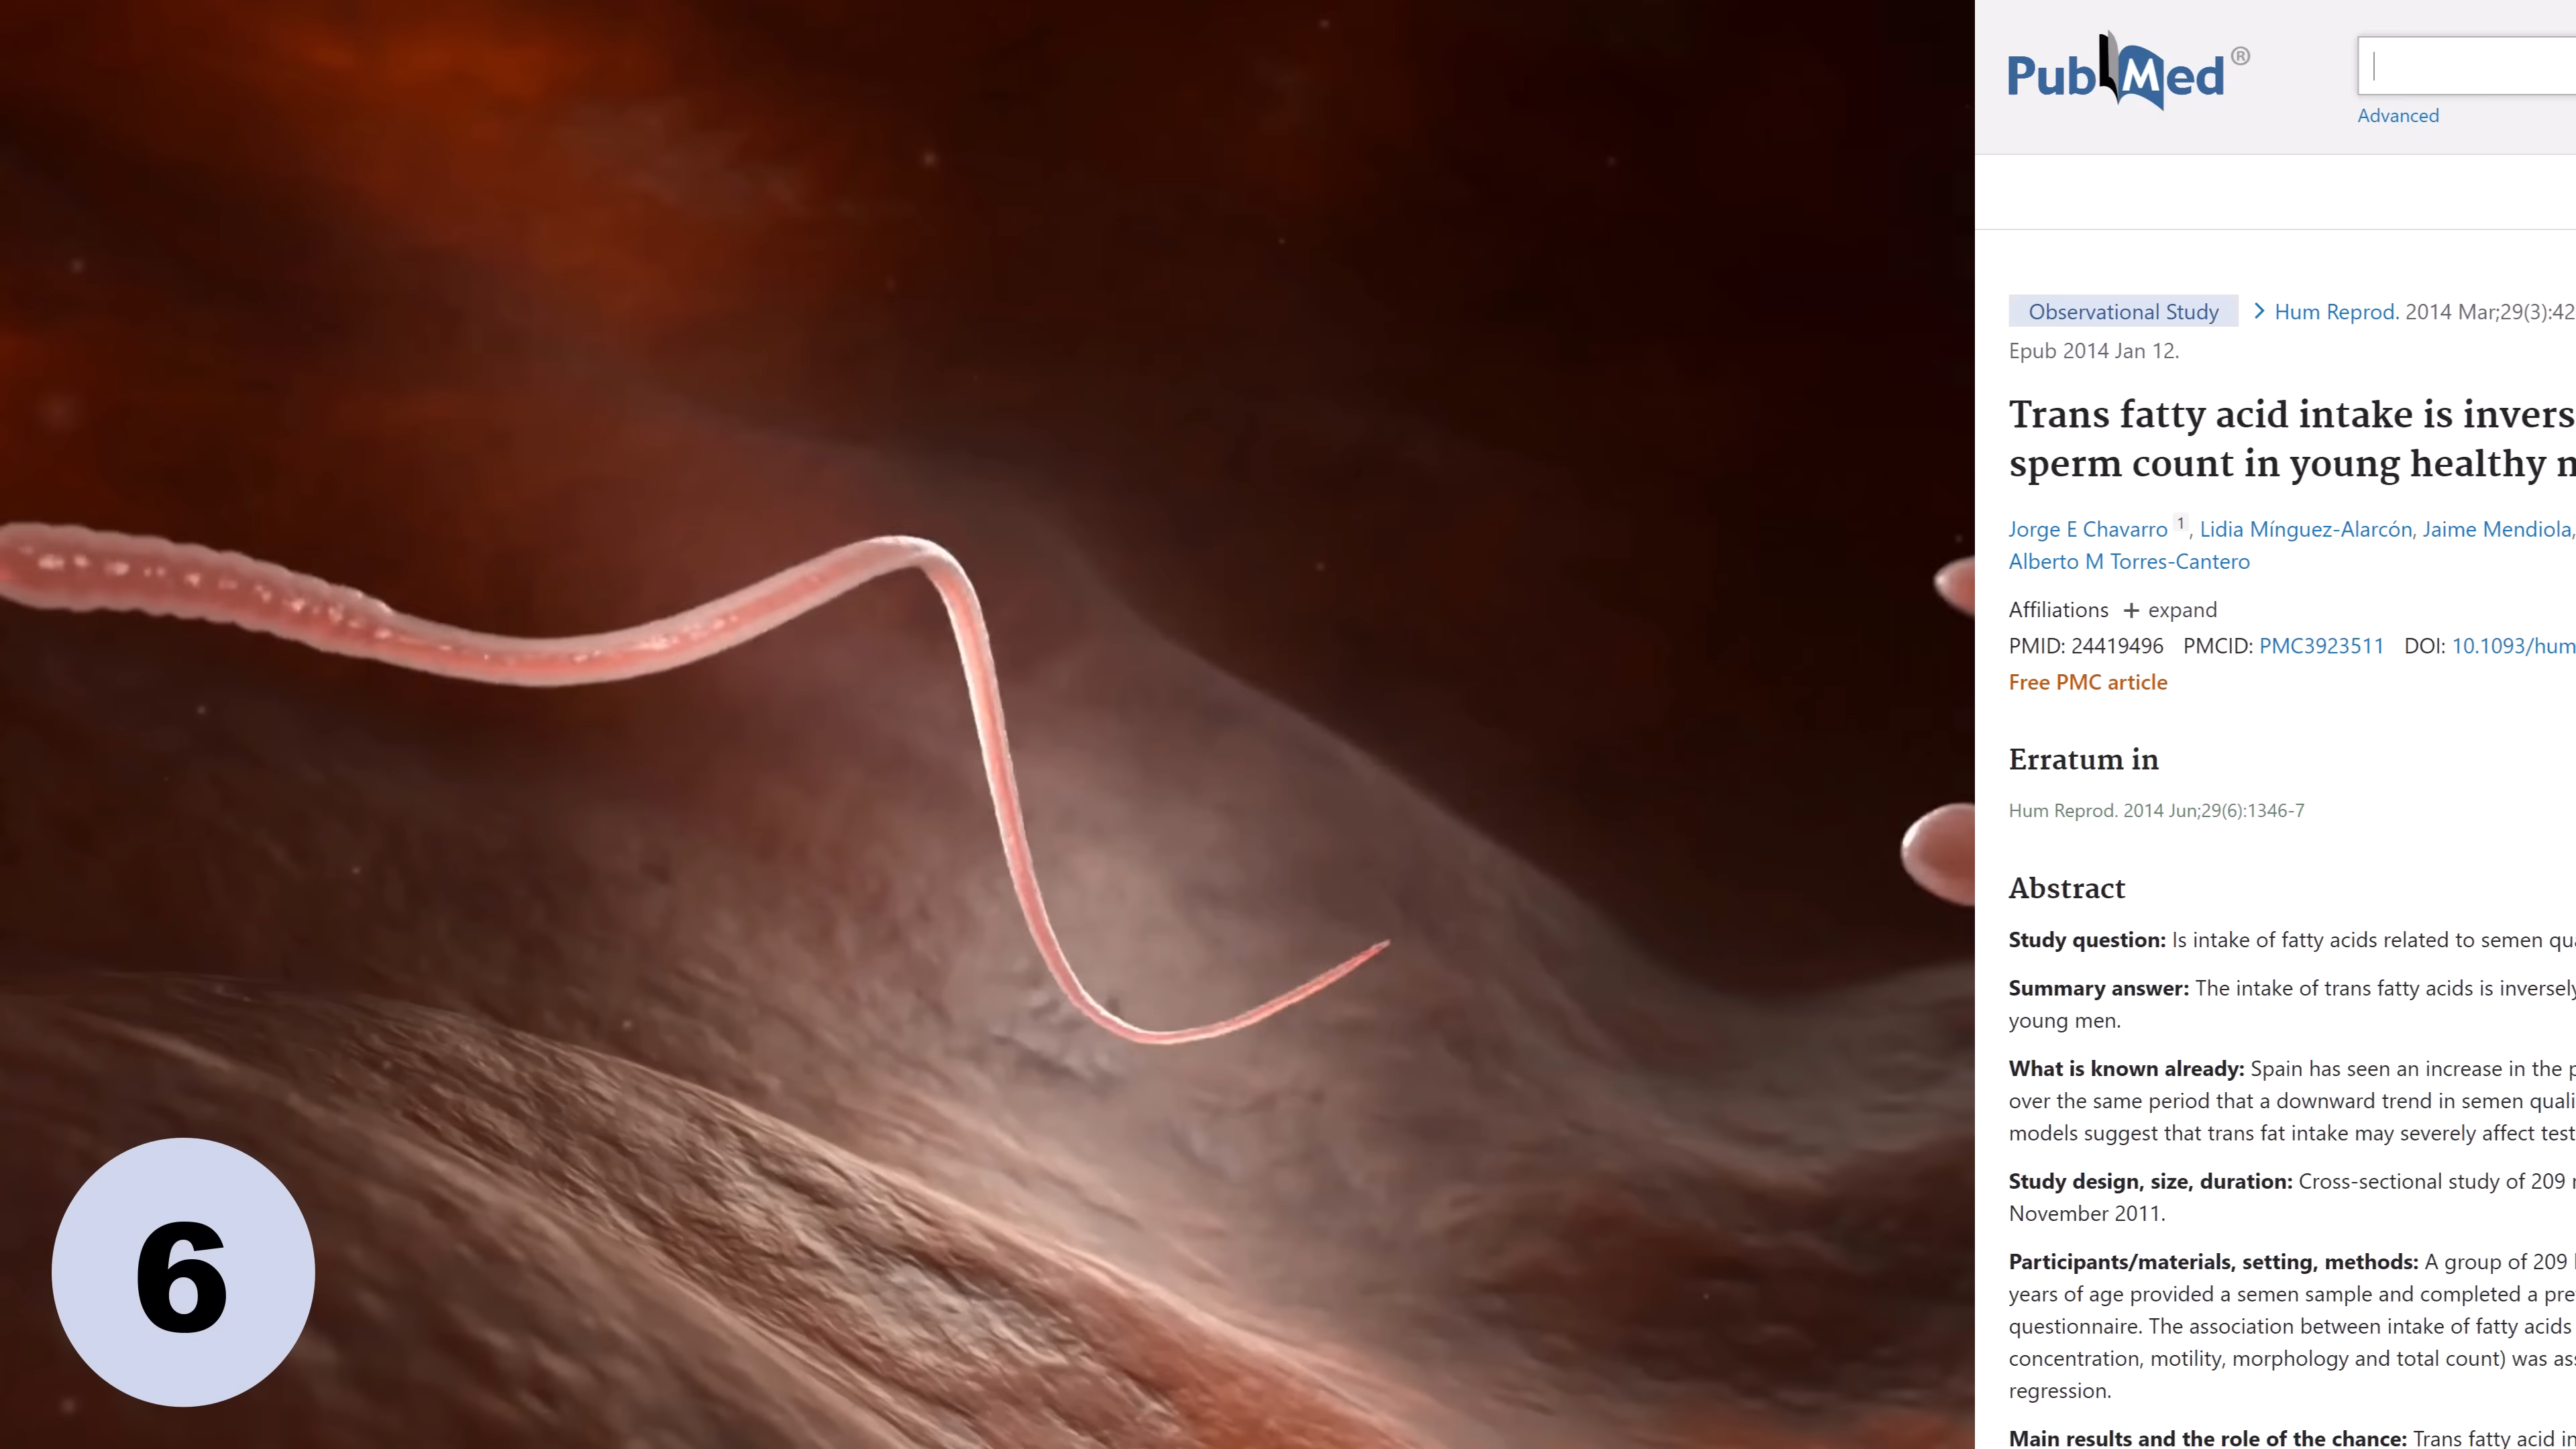 6
PubMed®
Advanced
Observational Study > Hum Reprod. 2014 Mar;29(3):42
Epub 2014 Jan 12.
Trans fatty acid intake is invers
sperm count in young healthy
Jorge E Chavarro 1, Lidia Mínguez-Alarcón, Jaime Mendiola,
Alberto M Torres-Cantero
Affiliations + expand
PMID: 24419496 PMCID: PMC3923511 DOI: 10.1093/hum
Free PMC article
Erratum in
Hum Reprod. 2014 Jun;29(6):1346-7
Abstract
Study question: Is intake of fatty acids related to semen qu
Summary answer: The intake of trans fatty acids is inversely
young men.
What is known already: Spain has seen an increase in the p
over the same period that a downward trend in semen quali
models suggest that trans fat intake may severely affect test
Study design, size, duration: Cross-sectional study of 209
November 2011.
Participants/materials, setting, methods: A group of 209
years of age provided a semen sample and completed a pre
questionnaire. The association between intake of fatty acids
concentration, motility, morphology and total count) was as
regression.
Main results and the role of the chance: Trans fatty acid in